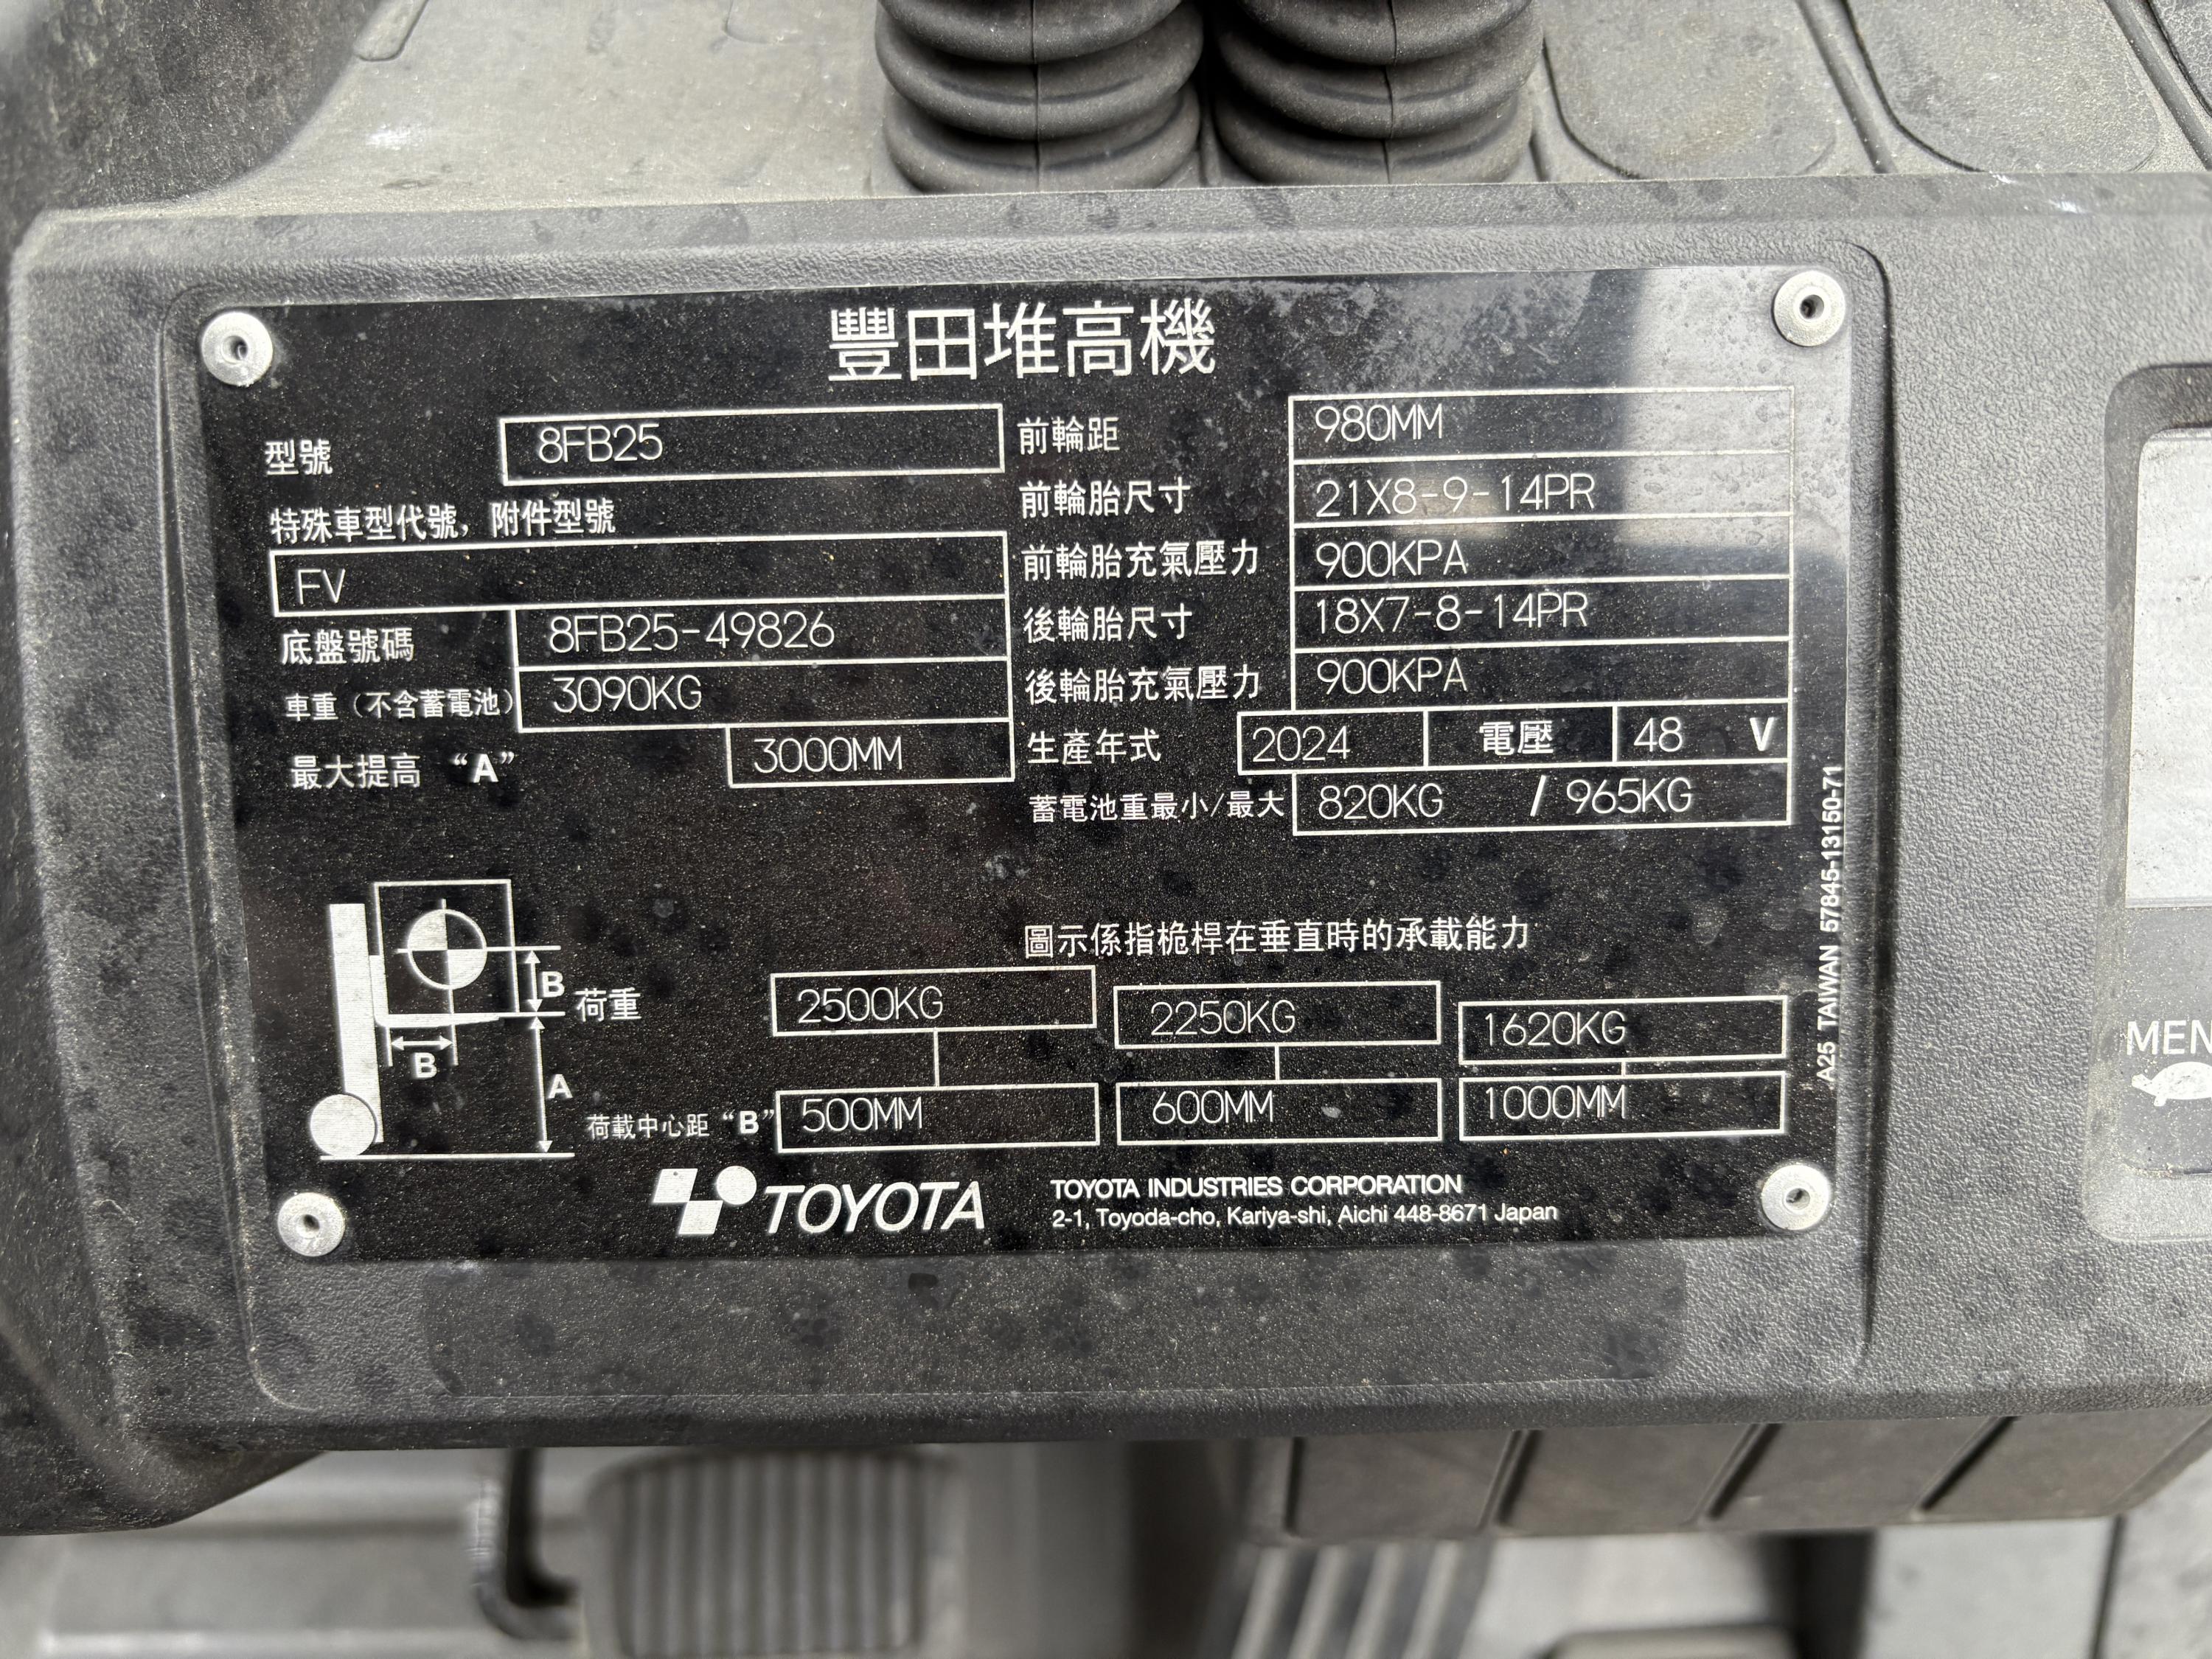 豐田堆高機
型號 8FB25
特殊車型代號，附件型號
FV
底盤號碼 8FB25-49826
車重（不含蓄電池） 3090KG
最大提高 “A” 3000MM
前輪距 980MM
前輪胎尺寸 21X8-9-14PR
前輪胎充氣壓力 900KPA
後輪胎尺寸 18X7-8-14PR
後輪胎充氣壓力 900KPA
生產年式 2024 電壓 48 V
蓄電池重最小/最大 820KG / 965KG
圖示係指桅桿在垂直時的承載能力
B
B
A
荷重 2500KG 2250KG 1620KG
荷載中心距 “B” 500MM 600MM 1000MM
TOYOTA
TOYOTA INDUSTRIES CORPORATION
2-1, Toyoda-cho, Kariya-shi, Aichi 448-8671 Japan
A25 TAIWAN 57845-13150-71